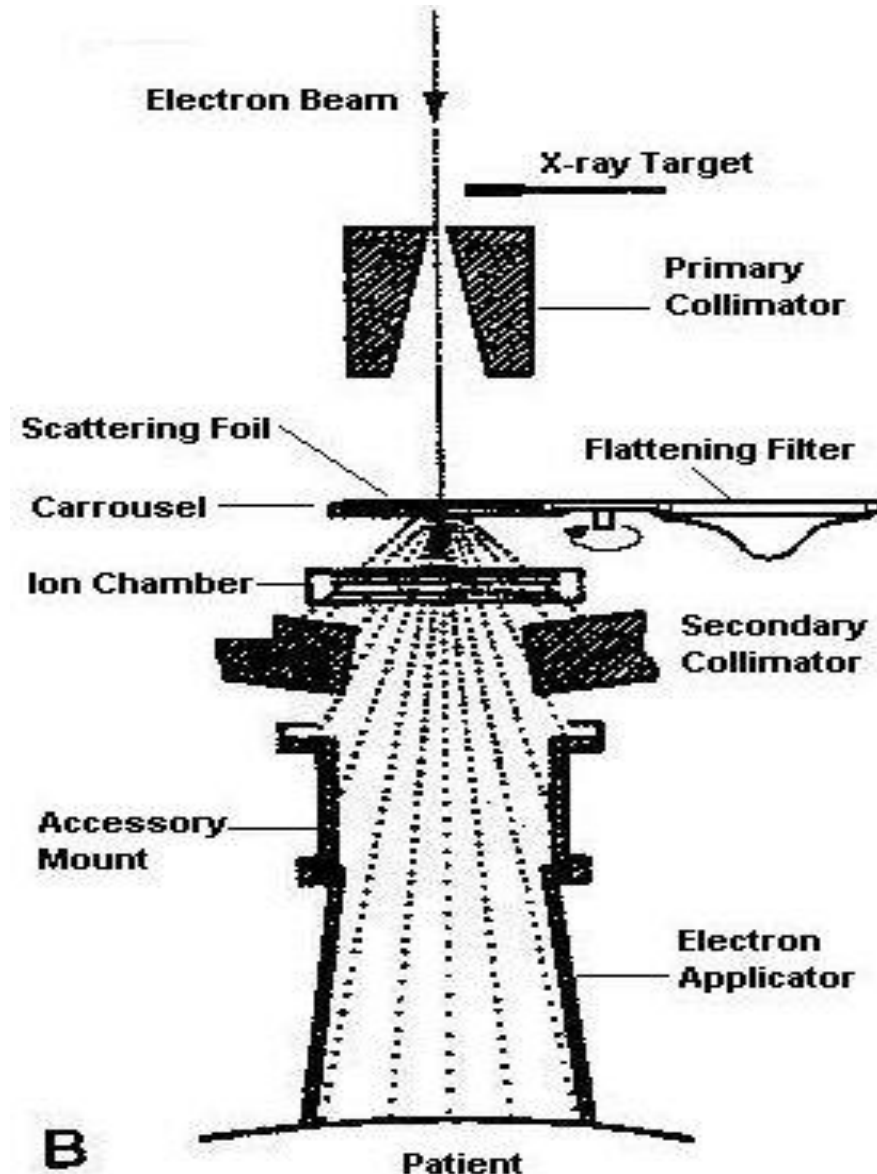 Electron Beam
X-ray Target
Primary
Collimator
Scattering Foil
Flattening Filter
Carrousel
Ion Chamber
Secondary
Collimator
Accessory
Mount
Electron
Applicator
B
Patient